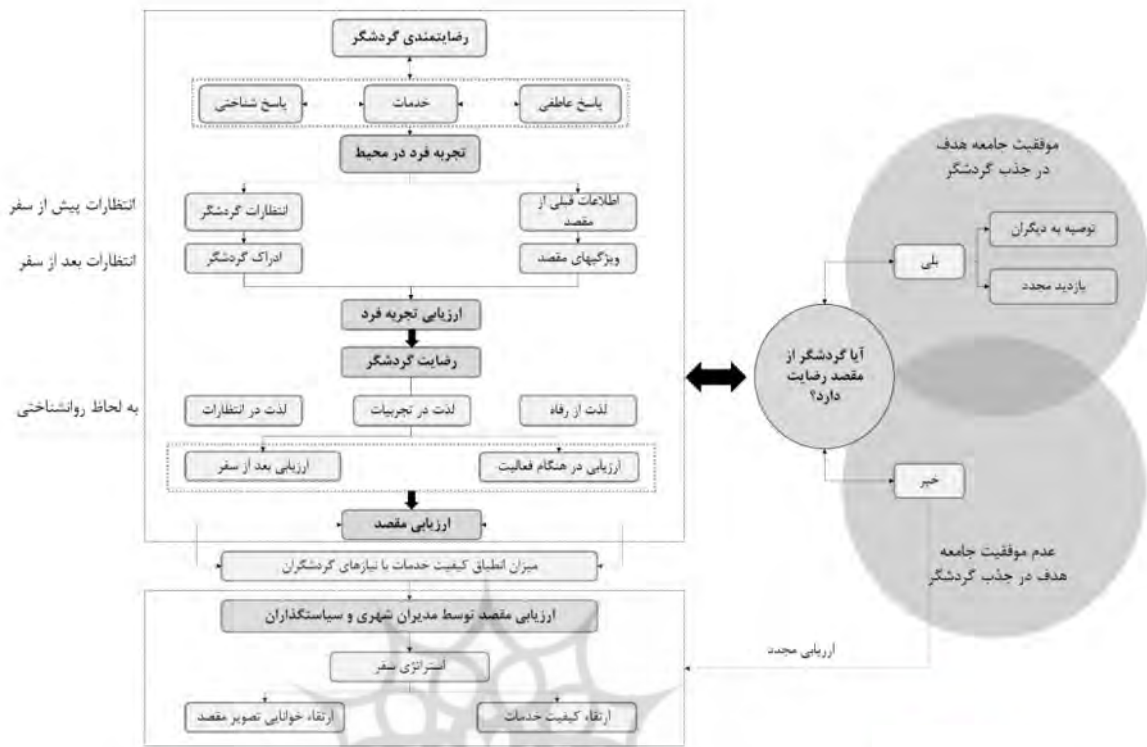 رضایتمندی گردشگر
پاسخ عاطفی
خدمات
پاسخ شناختی
تجربه فرد در محیط
انتظارات پیش از سفر
اطلاعات قبلی از
مقصد
انتظارات گردشگر
انتظارات بعد از سفر
ویژگیهای مقصد
ادراک گردشگر
ارزیابی تجربه فرد
رضایت گردشگر
به لحاظ روانشناختی
لذت از رفاه
لذت در تجربیات
لذت در انتظارات
ارزیابی در هنگام فعالیت
ارزیابی بعد از سفر
ارزیابی مقصد
میزان انطباق کیفیت خدمات با نیازهای گردشگران
ارزیابی مقصد توسط مدیران شهری و سیاستگذاران
استراتژی سفر
ارتقاء کیفیت خدمات
ارتقاء خوانایی تصویر مقصد
موفقیت جامعه هدف
در جذب گردشگر
توصیه به دیگران
بلی
بازدید مجدد
آیا گردشگر از
مقصد رضایت
دارد؟
خیر
عدم موفقیت جامعه
هدف در جذب گردشگر
ارزیابی مجدد